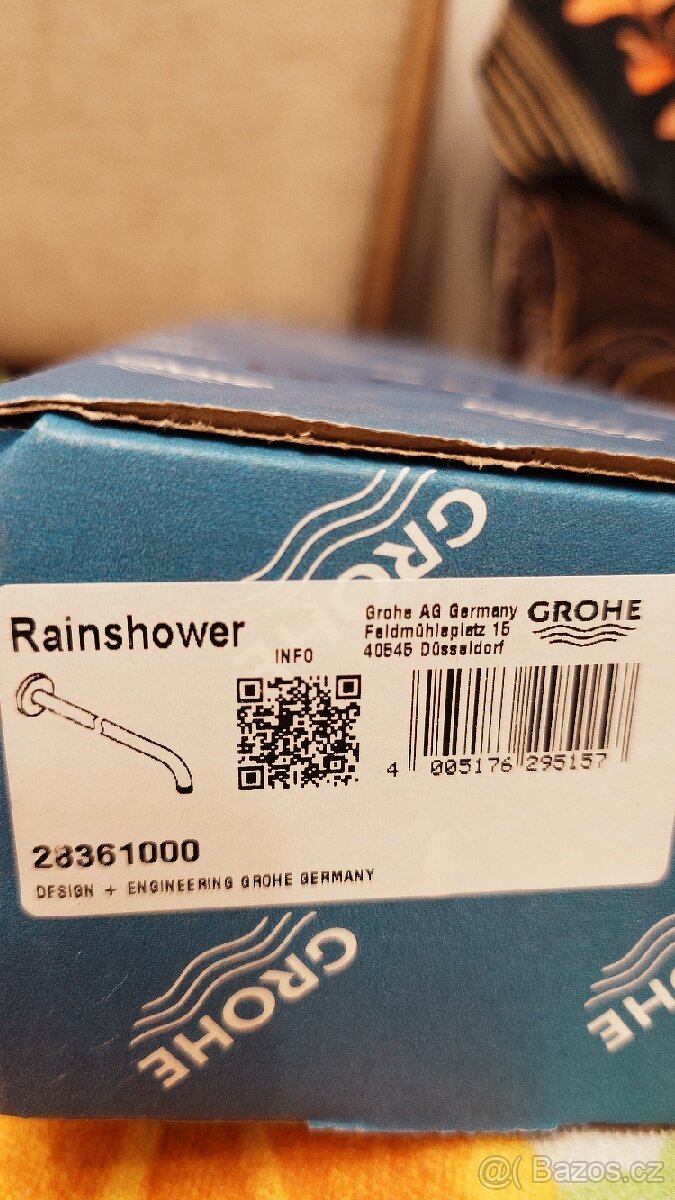 GROHE
Rainshower
INFO
Grohe AG Germany
Feldmühleplatz 15
40545 Düsseldorf
GROHE
4 005176 295157
28361000
DESIGN + ENGINEERING GROHE GERMANY
GROHE
GROHE
@( Bazoš.cz